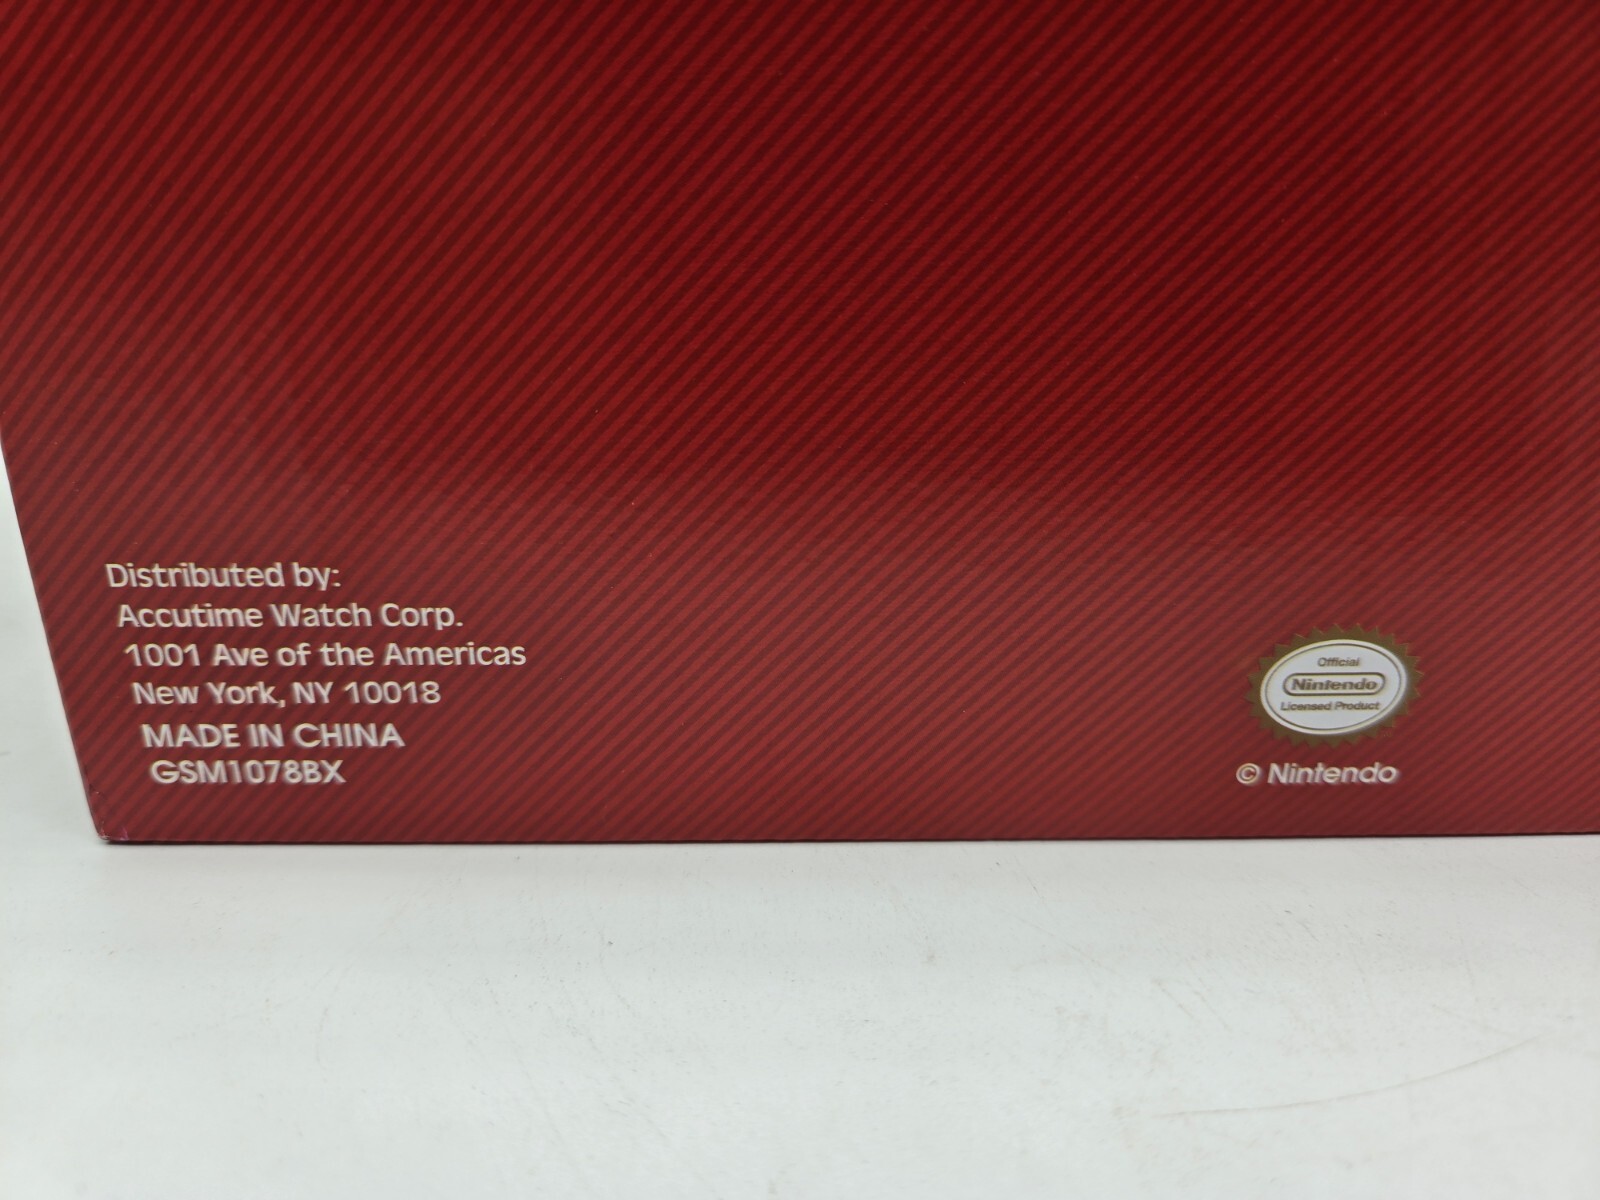 Distributed by:
Accutime Watch Corp.
1001 Ave of the Americas
New York, NY 10018
MADE IN CHINA
GSM1078BX
Official
Nintendo
Licensed Product
© Nintendo